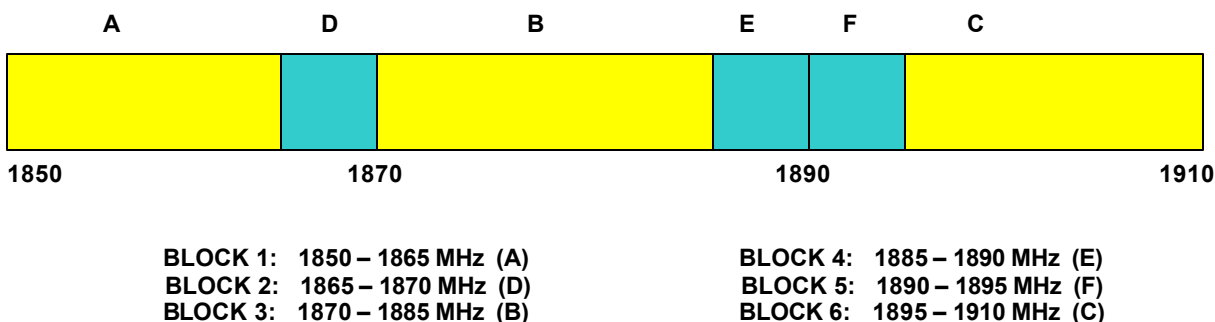 A D B E F C
1850 1870 1890 1910
BLOCK 1: 1850 – 1865 MHz (A)
BLOCK 2: 1865 – 1870 MHz (D)
BLOCK 3: 1870 – 1885 MHz (B)
BLOCK 4: 1885 – 1890 MHz (E)
BLOCK 5: 1890 – 1895 MHz (F)
BLOCK 6: 1895 – 1910 MHz (C)